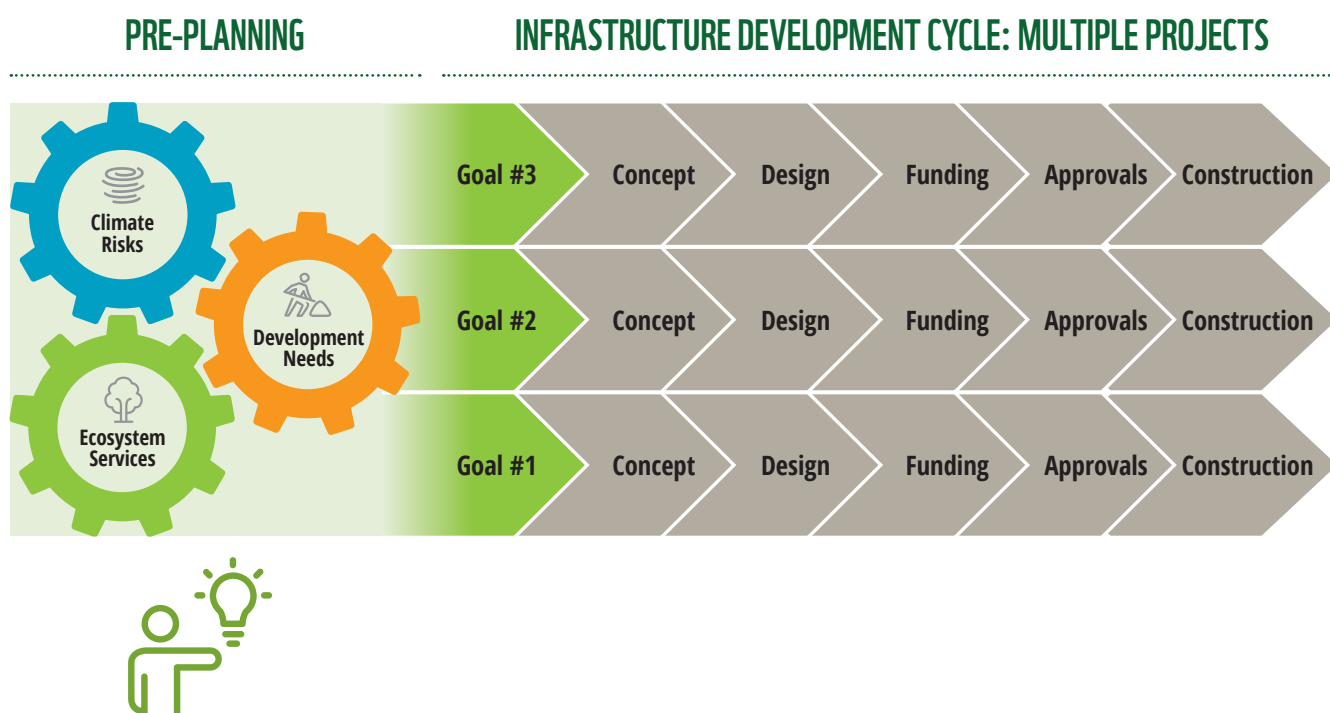 PRE-PLANNING
INFRASTRUCTURE DEVELOPMENT CYCLE: MULTIPLE PROJECTS
Climate
Risks
Development
Needs
Ecosystem
Services
Goal #3 Concept Design Funding Approvals Construction
Goal #2 Concept Design Funding Approvals Construction
Goal #1 Concept Design Funding Approvals Construction